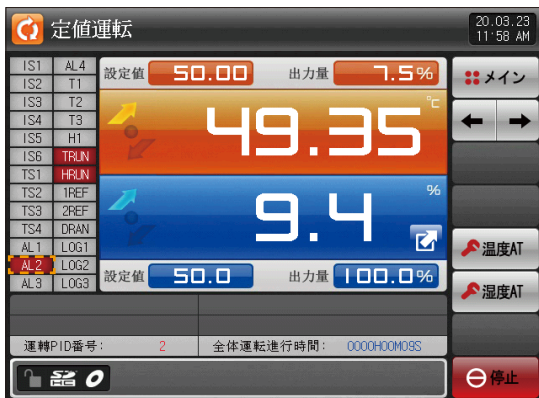 定値運転
20.03.23
11:58 AM
IS1 AL4
IS2 T1
IS3 T2
IS4 T3
IS5 H1
IS6 TRUN
TS1 HRUN
TS2 1REF
TS3 2REF
TS4 DRAN
AL1 LOG1
AL2 LOG2
AL3 LOG3
設定値 50.00 出力量 7.5%
49.35 ℃
9.4 %
設定値 50.0 出力量 100.0%
運轉PID番号: 2 全体運転進行時間: 0000H00M09S
メイン
温度AT
湿度AT
停止